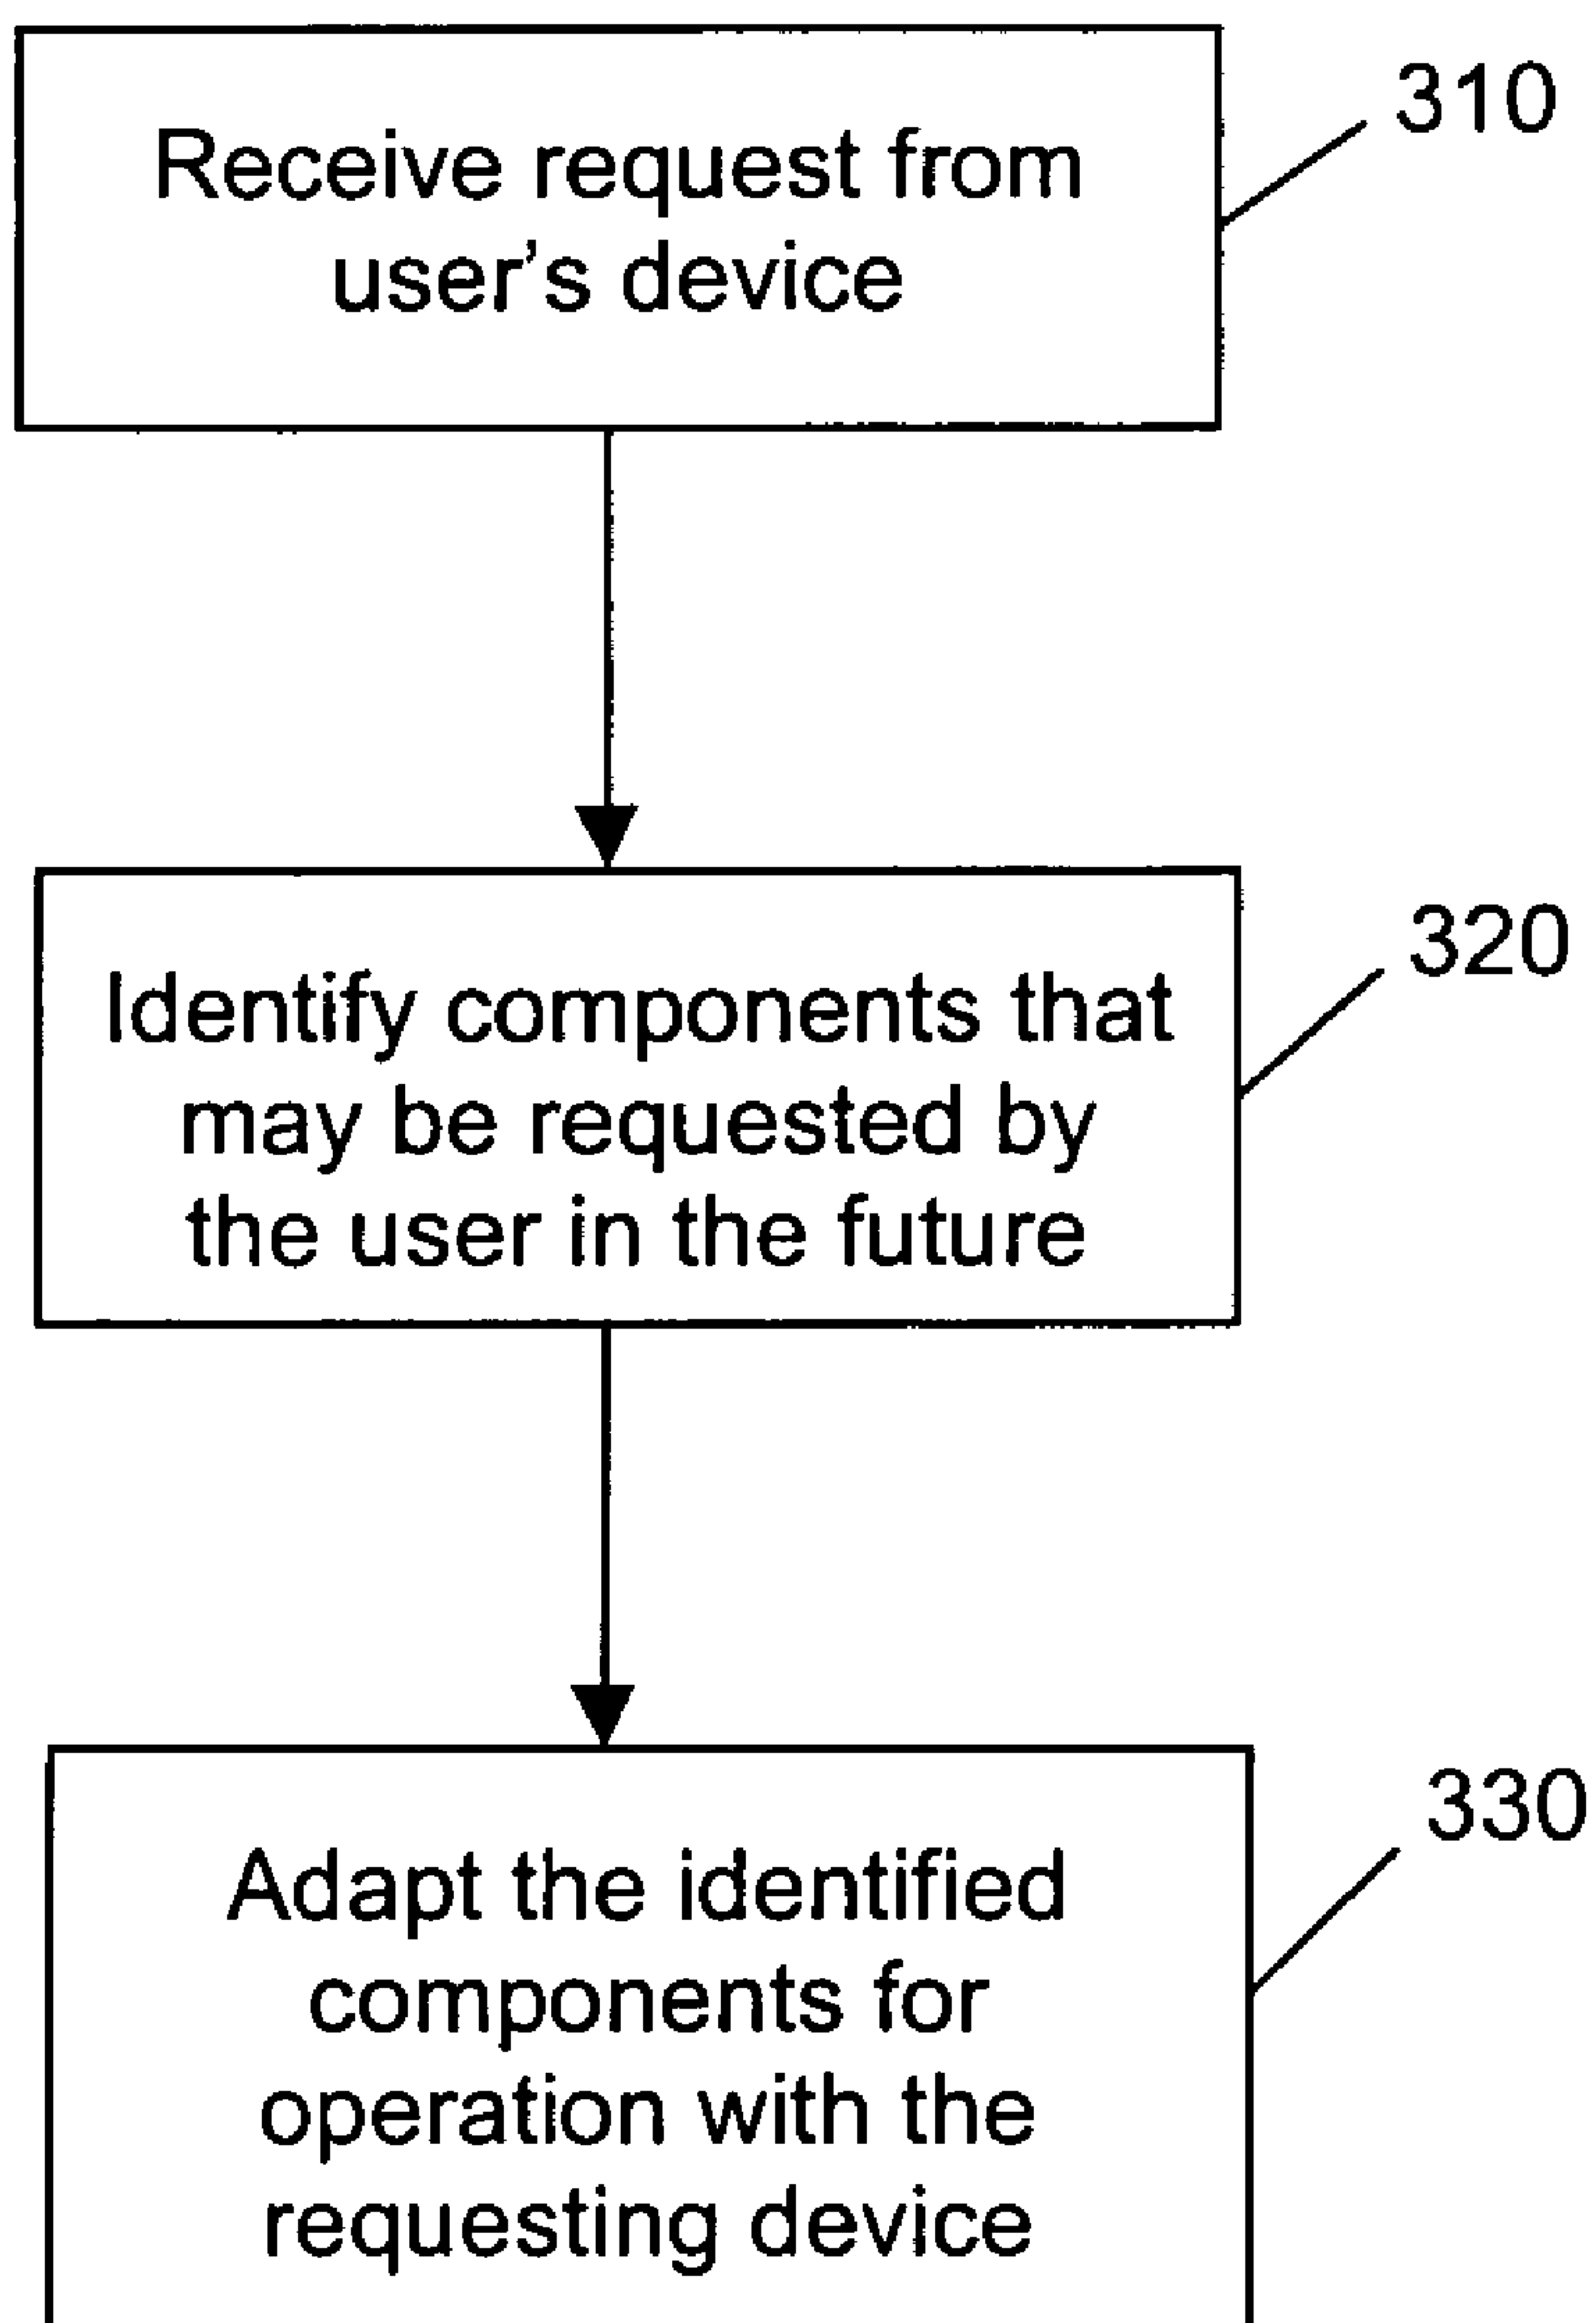 310
Receive request from
user's device
320
Identify components that
may be requested by
the user in the future
330
Adapt the identified
components for
operation with the
requesting device